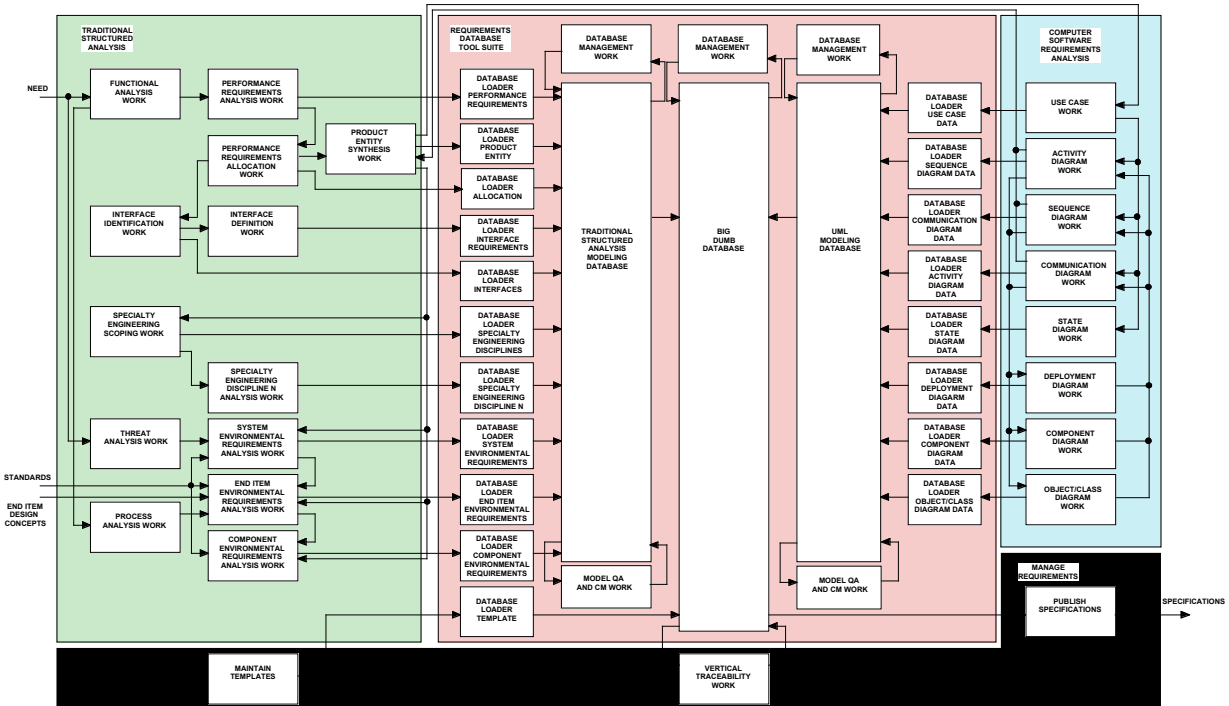 TRADITIONAL
STRUCTURED
ANALYSIS
REQUIREMENTS
DATABASE
TOOL SUITE
COMPUTER
SOFTWARE
REQUIREMENTS
ANALYSIS
DATABASE
MANAGEMENT
WORK
DATABASE
MANAGEMENT
WORK
DATABASE
MANAGEMENT
WORK
NEED
FUNCTIONAL
ANALYSIS
WORK
PERFORMANCE
REQUIREMENTS
ANALYSIS WORK
PRODUCT
ENTITY
SYNTHESIS
WORK
PERFORMANCE
REQUIREMENTS
ALLOCATION
WORK
INTERFACE
IDENTIFICATION
WORK
INTERFACE
DEFINITION
WORK
SPECIALTY
ENGINEERING
SCOPING WORK
SPECIALTY
ENGINEERING
DISCIPLINE N
ANALYSIS WORK
THREAT
ANALYSIS WORK
SYSTEM
ENVIRONMENTAL
REQUIREMENTS
ANALYSIS WORK
STANDARDS
END ITEM
DESIGN
CONCEPTS
END ITEM
ENVIRONMENTAL
REQUIREMENTS
ANALYSIS WORK
PROCESS
ANALYSIS WORK
COMPONENT
ENVIRONMENTAL
REQUIREMENTS
ANALYSIS WORK
DATABASE
LOADER
PERFORMANCE
REQUIREMENTS
DATABASE
LOADER
PRODUCT
ENTITY
DATABASE
LOADER
ALLOCATION
DATABASE
LOADER
INTERFACE
REQUIREMENTS
DATABASE
LOADER
INTERFACES
DATABASE
LOADER
SPECIALTY
ENGINEERING
DISCIPLINES
DATABASE
LOADER
SPECIALTY
ENGINEERING
DISCIPLINE N
DATABASE
LOADER
SYSTEM
ENVIRONMENTAL
REQUIREMENTS
DATABASE
LOADER
END ITEM
ENVIRONMENTAL
REQUIREMENTS
DATABASE
LOADER
COMPONENT
ENVIRONMENTAL
REQUIREMENTS
DATABASE
LOADER
TEMPLATE
TRADITIONAL
STRUCTURED
ANALYSIS
MODELING
DATABASE
BIG
DUMB
DATABASE
UML
MODELING
DATABASE
MODEL QA
AND CM WORK
MODEL QA
AND CM WORK
DATABASE
LOADER
USE CASE
DATA
DATABASE
LOADER
SEQUENCE
DIAGRAM DATA
DATABASE
LOADER
COMMUNICATION
DIAGRAM
DATA
DATABASE
LOADER
ACTIVITY
DIAGRAM
DATA
DATABASE
LOADER
STATE
DIAGRAM
DATA
DATABASE
LOADER
DEPLOYMENT
DIAGARM
DATA
DATABASE
LOADER
COMPONENT
DIAGRAM
DATA
DATABASE
LOADER
OBJECT/CLASS
DIAGRAM DATA
USE CASE
WORK
ACTIVITY
DIAGRAM
WORK
SEQUENCE
DIAGRAM
WORK
COMMUNICATION
DIAGRAM
WORK
STATE
DIAGRAM
WORK
DEPLOYMENT
DIAGRAM
WORK
COMPONENT
DIAGRAM
WORK
OBJECT/CLASS
DIAGRAM
WORK
MANAGE
REQUIREMENTS
PUBLISH
SPECIFICATIONS
SPECIFICATIONS
MAINTAIN
TEMPLATES
VERTICAL
TRACEABILITY
WORK